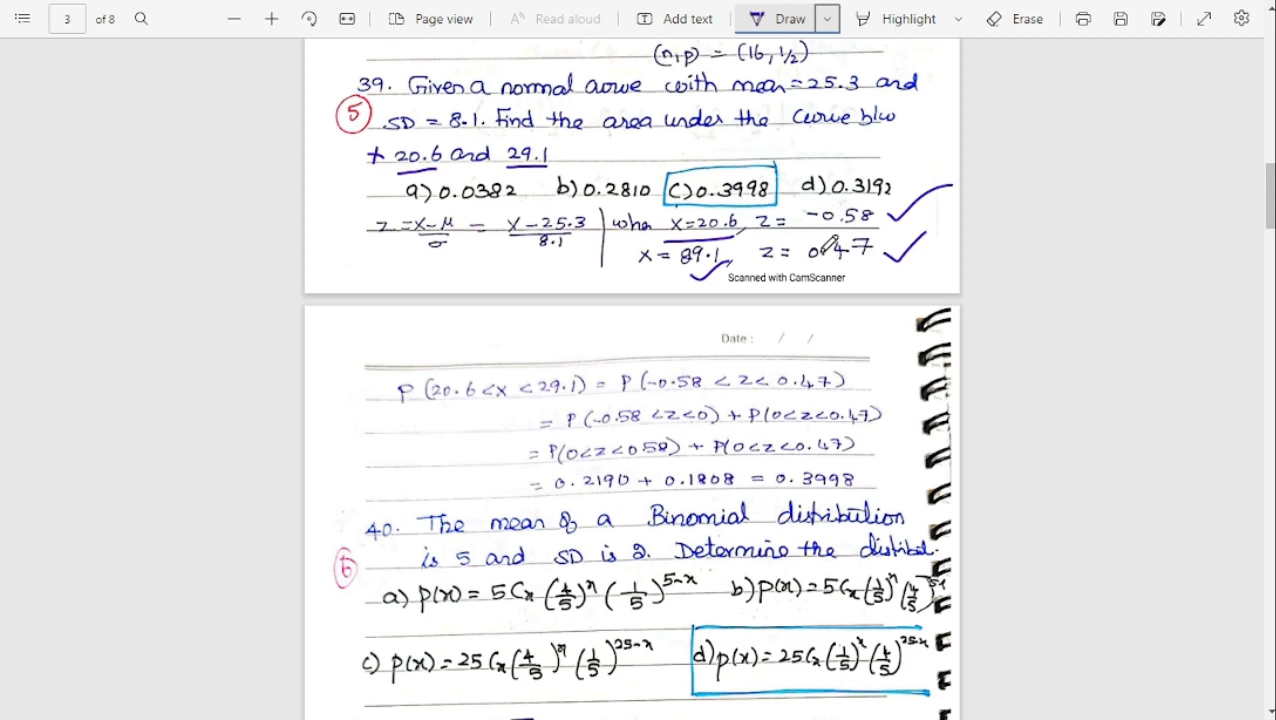 3 of 8
Page view
Read aloud
Add text
Draw
Highlight
Erase
(n,p) = (16, 1/2)
39. Given a normal curve with mean = 25.3 and
5 SD = 8.1. Find the area under the curve b/w
20.6 and 29.1
a) 0.0382 b) 0.2810 c) 0.3998 d) 0.3192
z = x-μ/σ = x-25.3/8.1 when x=20.6, z = -0.58
x = 29.1, z = 0.47
Scanned with CamScanner
Date : / /
P(20.6<x<29.1) = P(-0.58 < z < 0.47)
= P(-0.58 <z<0) + P(0<z<0.47)
= P(0<z<0.58) + P(0<z<0.47)
= 0.2190 + 0.1808 = 0.3998
40. The mean of a Binomial distribution
6 is 5 and SD is 2. Determine the distribut.
a) p(x) = 5Cx (4/5)^x (1/5)^5-x b) p(x) = 5Cx (1/5)^x (4/5)^5-x
c) p(x) = 25Cx (4/5)^x (1/5)^25-x d) p(x) = 25Cx (1/5)^x (4/5)^25-x